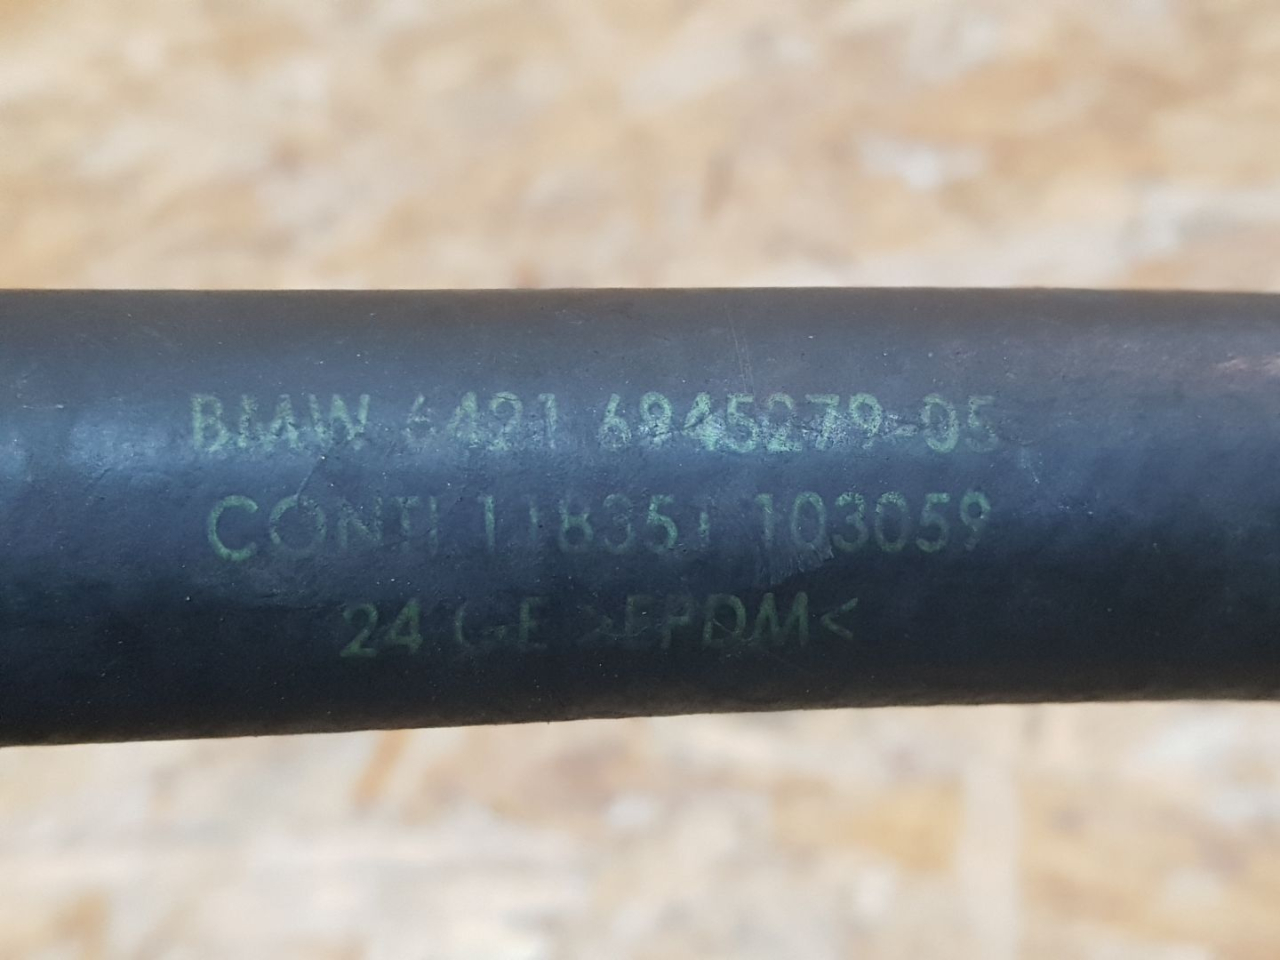 BMW 6421 6945279-05
CONTI 118351 103059
24 GE >EPDM<